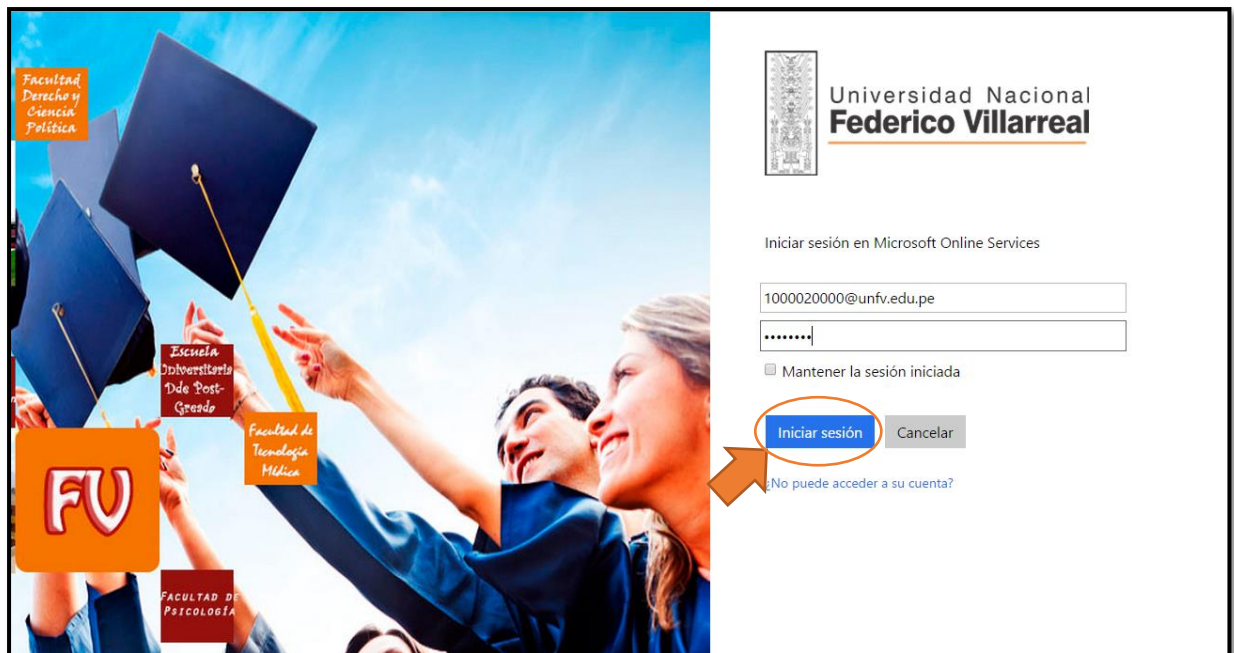 Facultad
Derecho y
Ciencia
Política
Escuela
Universitaria
Dde Post-
Greado
Facultad de
Tecnología
Médica
FV
FACULTAD DE
PSICOLOGÍA
Universidad Nacional
Federico Villarreal
Iniciar sesión en Microsoft Online Services
1000020000@unfv.edu.pe
••••••••
Mantener la sesión iniciada
Iniciar sesión Cancelar
¿No puede acceder a su cuenta?